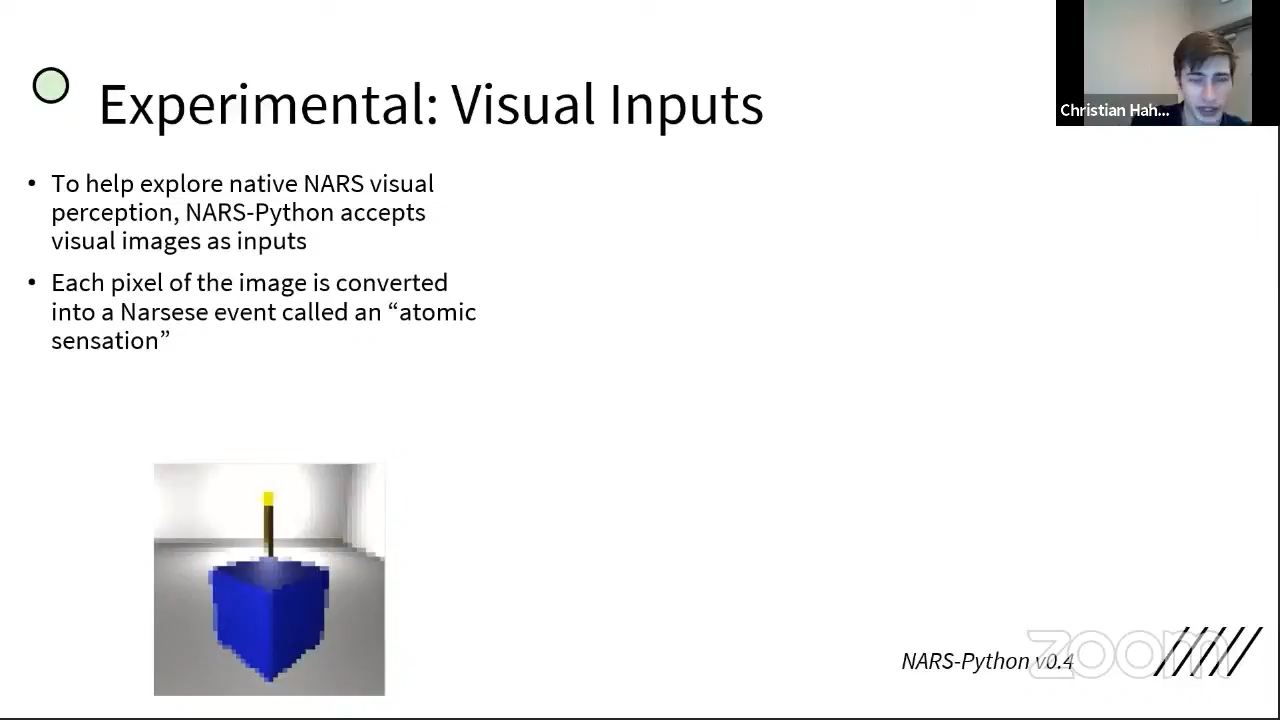 Experimental: Visual Inputs
Christian Hah...
• To help explore native NARS visual
perception, NARS-Python accepts
visual images as inputs
• Each pixel of the image is converted
into a Narsese event called an “atomic
sensation”
NARS-Python v0.4
zoom